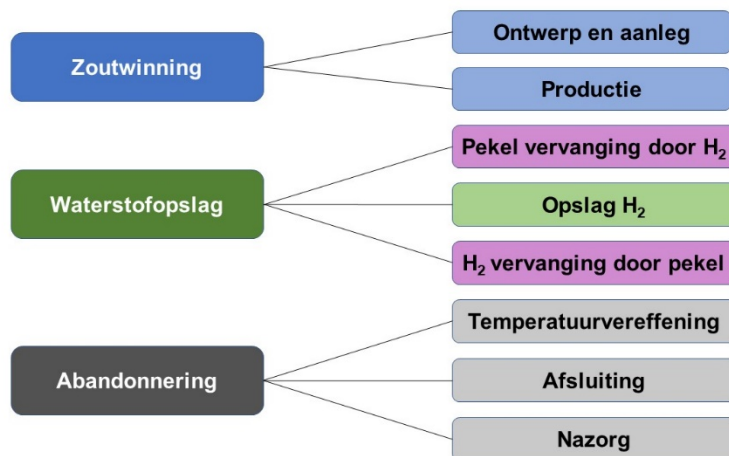 Zoutwinning
Ontwerp en aanleg
Productie
Waterstofopslag
Pekel vervanging door H₂
Opslag H₂
H₂ vervanging door pekel
Abandonnering
Temperatuurvereffening
Afsluiting
Nazorg